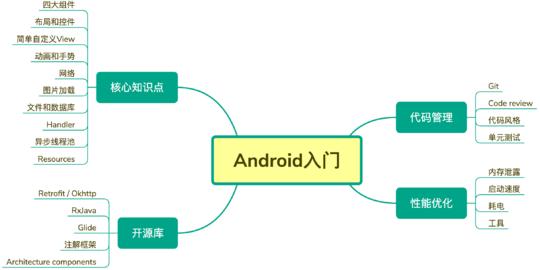 Android入门
核心知识点
四大组件
布局和控件
简单自定义View
动画和手势
网络
图片加载
文件和数据库
Handler
异步线程池
Resources
开源库
Retrofit / Okhttp
RxJava
Glide
注解框架
Architecture components
代码管理
Git
Code review
代码风格
单元测试
性能优化
内存泄露
启动速度
耗电
工具